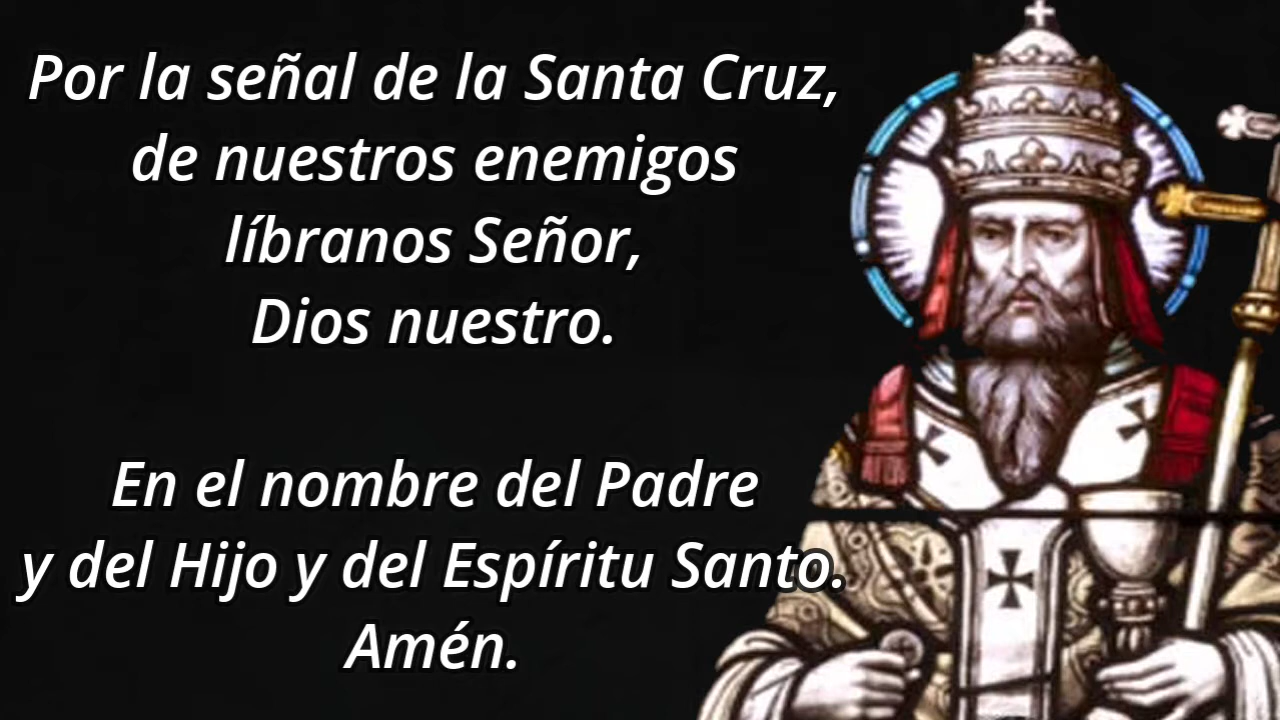 Por la señal de la Santa Cruz,
de nuestros enemigos
líbranos Señor,
Dios nuestro.
En el nombre del Padre
y del Hijo y del Espíritu Santo.
Amén.